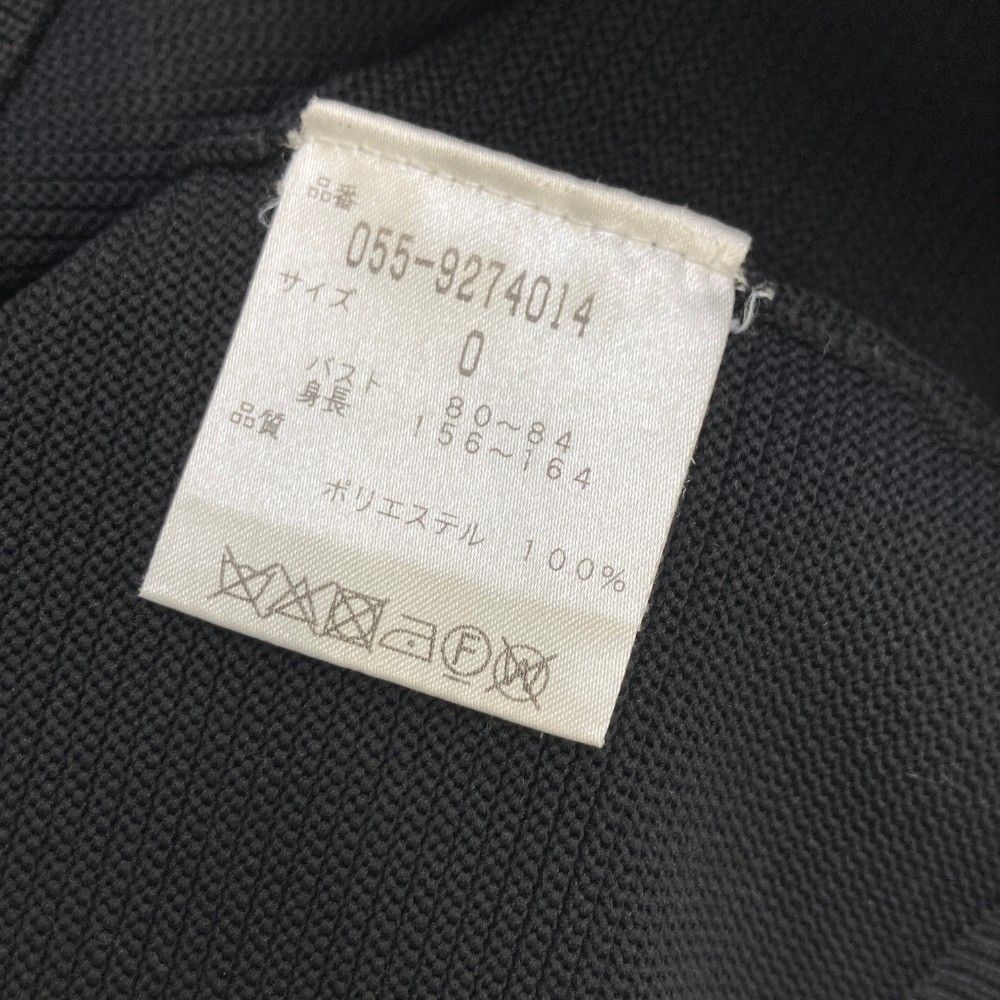 品番
055-9274014
サイズ
0
バスト 80~84
身長 156~164
品質
ポリエステル 100%
F
W